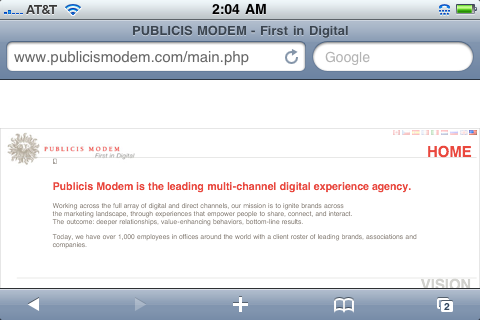 AT&T 2:04 AM
PUBLICIS MODEM - First in Digital
www.publicismodem.com/main.php Google
PUBLICIS MODEM
First in Digital
HOME
Publicis Modem is the leading multi-channel digital experience agency.
Working across the full array of digital and direct channels, our mission is to ignite brands across
the marketing landscape, through experiences that empower people to share, connect, and interact.
The outcome: deeper relationships, value-enhancing behaviors, bottom-line results.
Today, we have over 1,000 employees in offices around the world with a client roster of leading brands, associations and
companies.
VISION
2